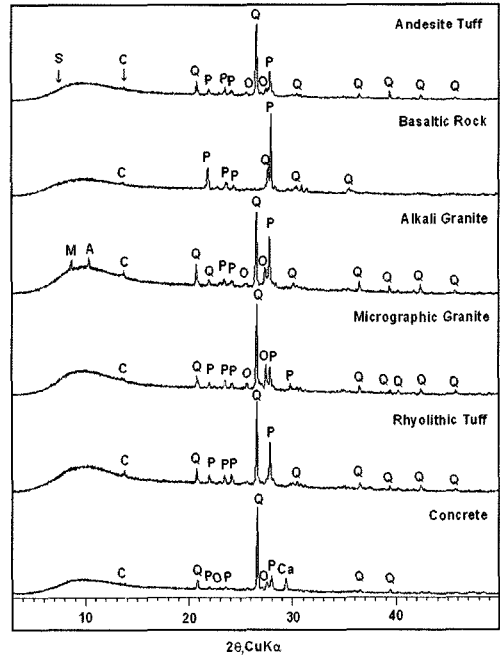 Q
Andesite Tuff
S C
P
Q P P P O O Q Q Q Q Q
P
Basaltic Rock
P Q
C P P Q Q
Q
Alkali Granite
P
M A C Q Q P P O O Q Q Q Q Q
Q
Micrographic Granite
O P
C Q P P P O P Q Q Q Q Q
Q
Rhyolithic Tuff
P
C Q P P P Q Q Q Q Q
Q
Concrete
C Q P O P O P Ca Q Q
10 20 30 40
2θ,CuKα